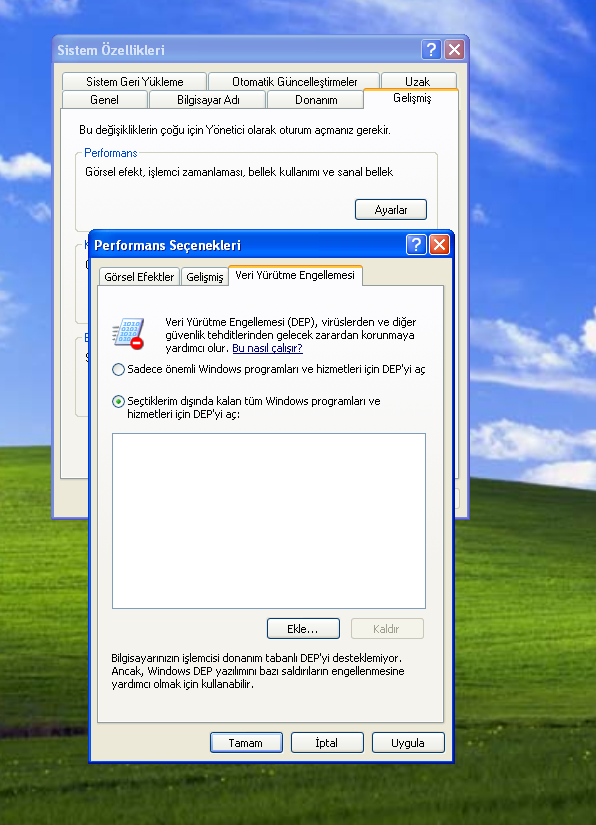 Sistem Özellikleri
Sistem Geri Yükleme
Otomatik Güncelleştirmeler
Uzak
Genel
Bilgisayar Adı
Donanım
Gelişmiş
Bu değişikliklerin çoğu için Yönetici olarak oturum açmanız gerekir.
Performans
Görsel efekt, işlemci zamanlaması, bellek kullanımı ve sanal bellek
Ayarlar
Performans Seçenekleri
Görsel Efektler
Gelişmiş
Veri Yürütme Engellemesi
Veri Yürütme Engellemesi (DEP), virüslerden ve diğer
güvenlik tehditlerinden gelecek zarardan korunmaya
yardımcı olur. Bu nasıl çalışır?
Sadece önemli Windows programları ve hizmetleri için DEP'yi aç
Seçtiklerim dışında kalan tüm Windows programları ve
hizmetleri için DEP'yi aç:
Ekle...
Kaldır
Bilgisayarınızın işlemcisi donanım tabanlı DEP'yi desteklemiyor.
Ancak, Windows DEP yazılımını bazı saldırıların engellenmesine
yardımcı olmak için kullanabilir.
Tamam
İptal
Uygula